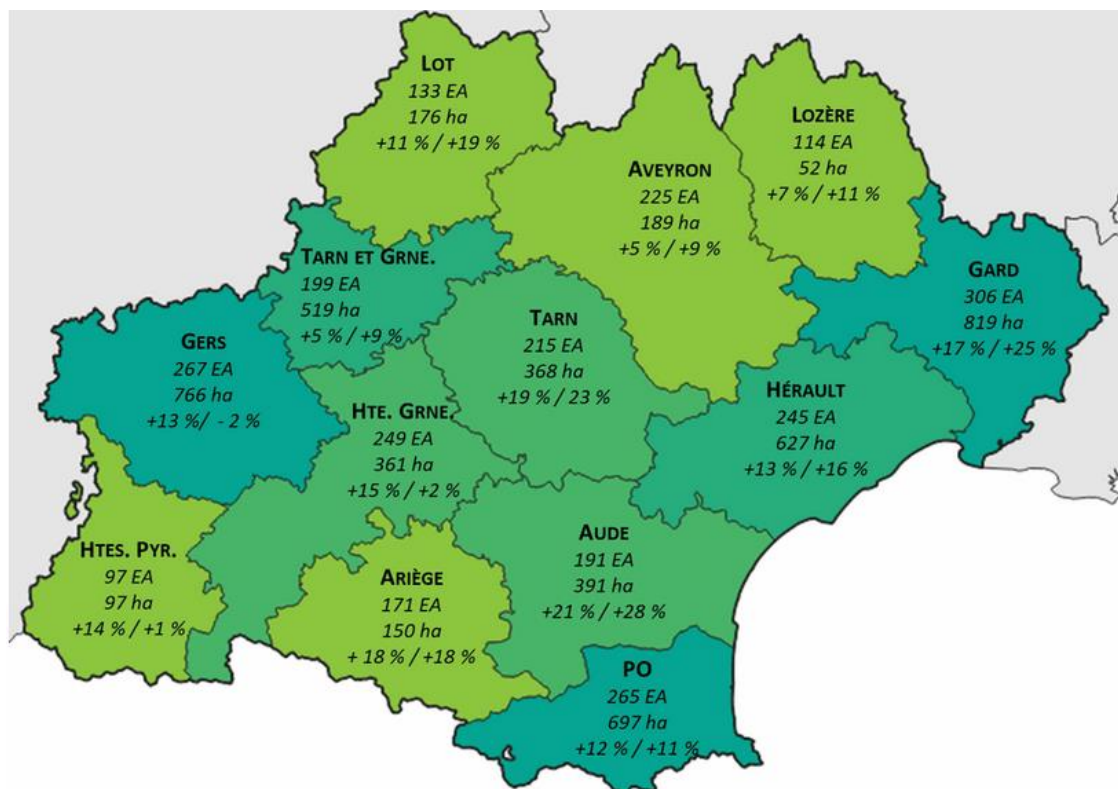 LOT
133 EA
176 ha
+11 % / +19 %
LOZÈRE
114 EA
52 ha
+7 % / +11 %
AVEYRON
225 EA
189 ha
+5 % / +9 %
TARN ET GRNE.
199 EA
519 ha
+5 % / +9 %
GARD
306 EA
819 ha
+17 % / +25 %
TARN
215 EA
368 ha
+19 % / 23 %
GERS
267 EA
766 ha
+13 %/ - 2 %
HÉRAULT
245 EA
627 ha
+13 % / +16 %
HTE. GRNE.
249 EA
361 ha
+15 % / +2 %
AUDE
191 EA
391 ha
+21 % / +28 %
HTES. PYR.
97 EA
97 ha
+14 % / +1 %
ARIÈGE
171 EA
150 ha
+ 18 % / +18 %
PO
265 EA
697 ha
+12 % / +11 %